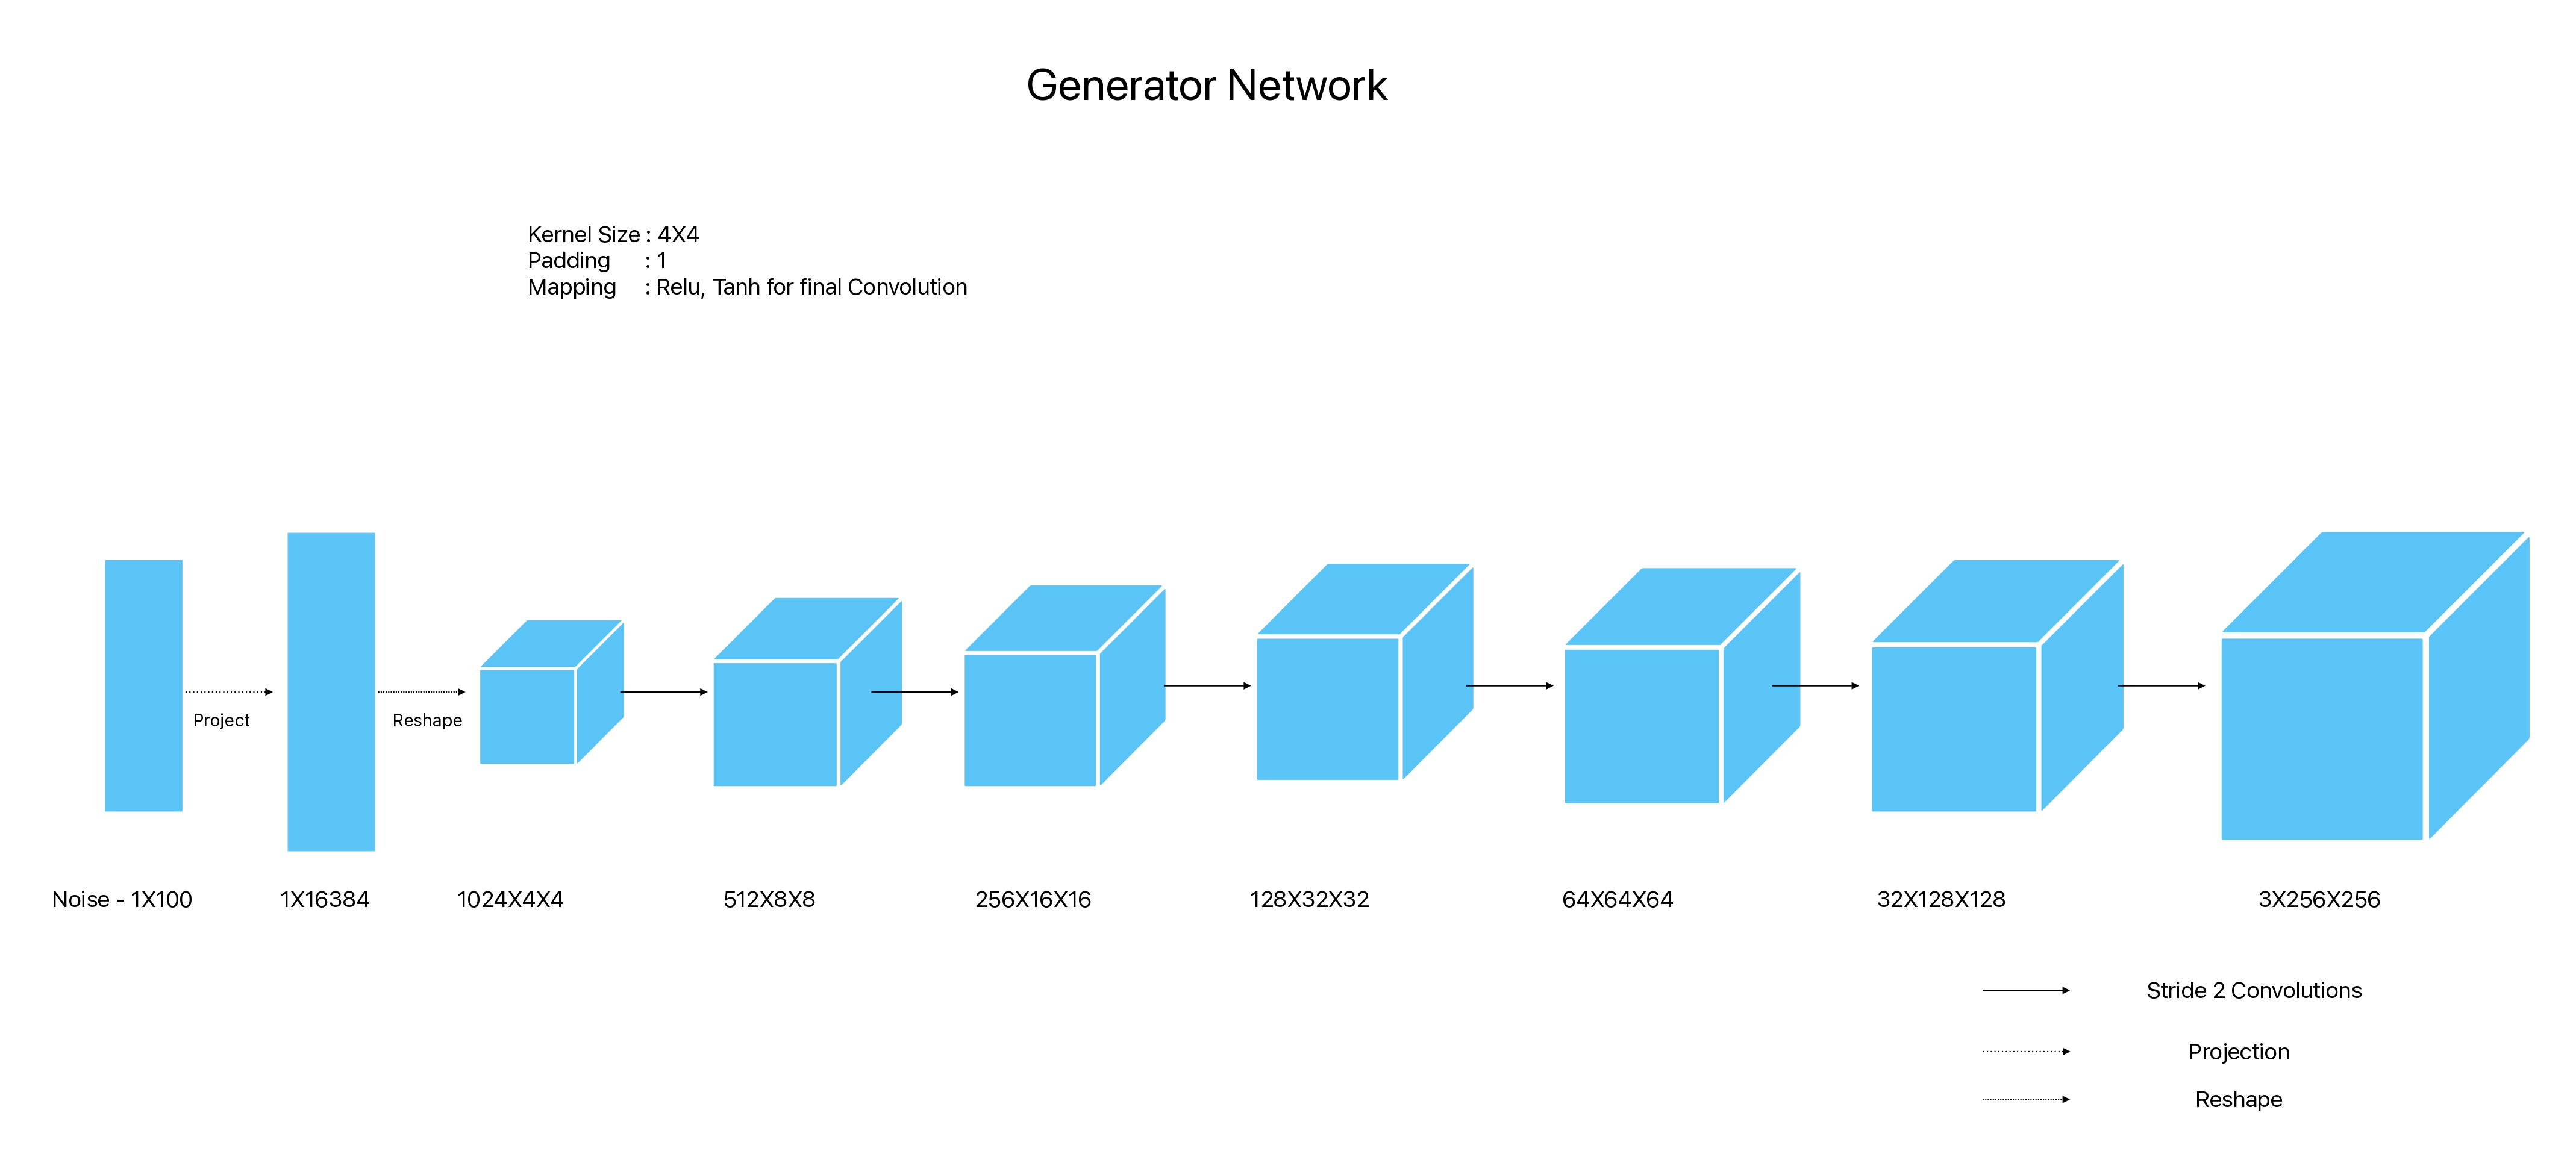 Generator Network
Kernel Size : 4X4
Padding : 1
Mapping : Relu, Tanh for final Convolution
Project
Reshape
Noise - 1X100
1X16384
1024X4X4
512X8X8
256X16X16
128X32X32
64X64X64
32X128X128
3X256X256
Stride 2 Convolutions
Projection
Reshape